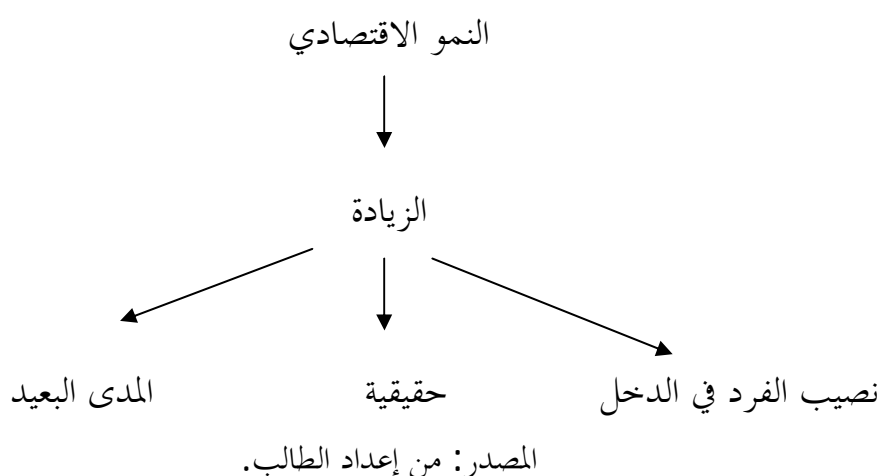 النمو الاقتصادي
الزيادة
نصيب الفرد في الدخل
حقيقية
المدى البعيد
المصدر: من إعداد الطالب.